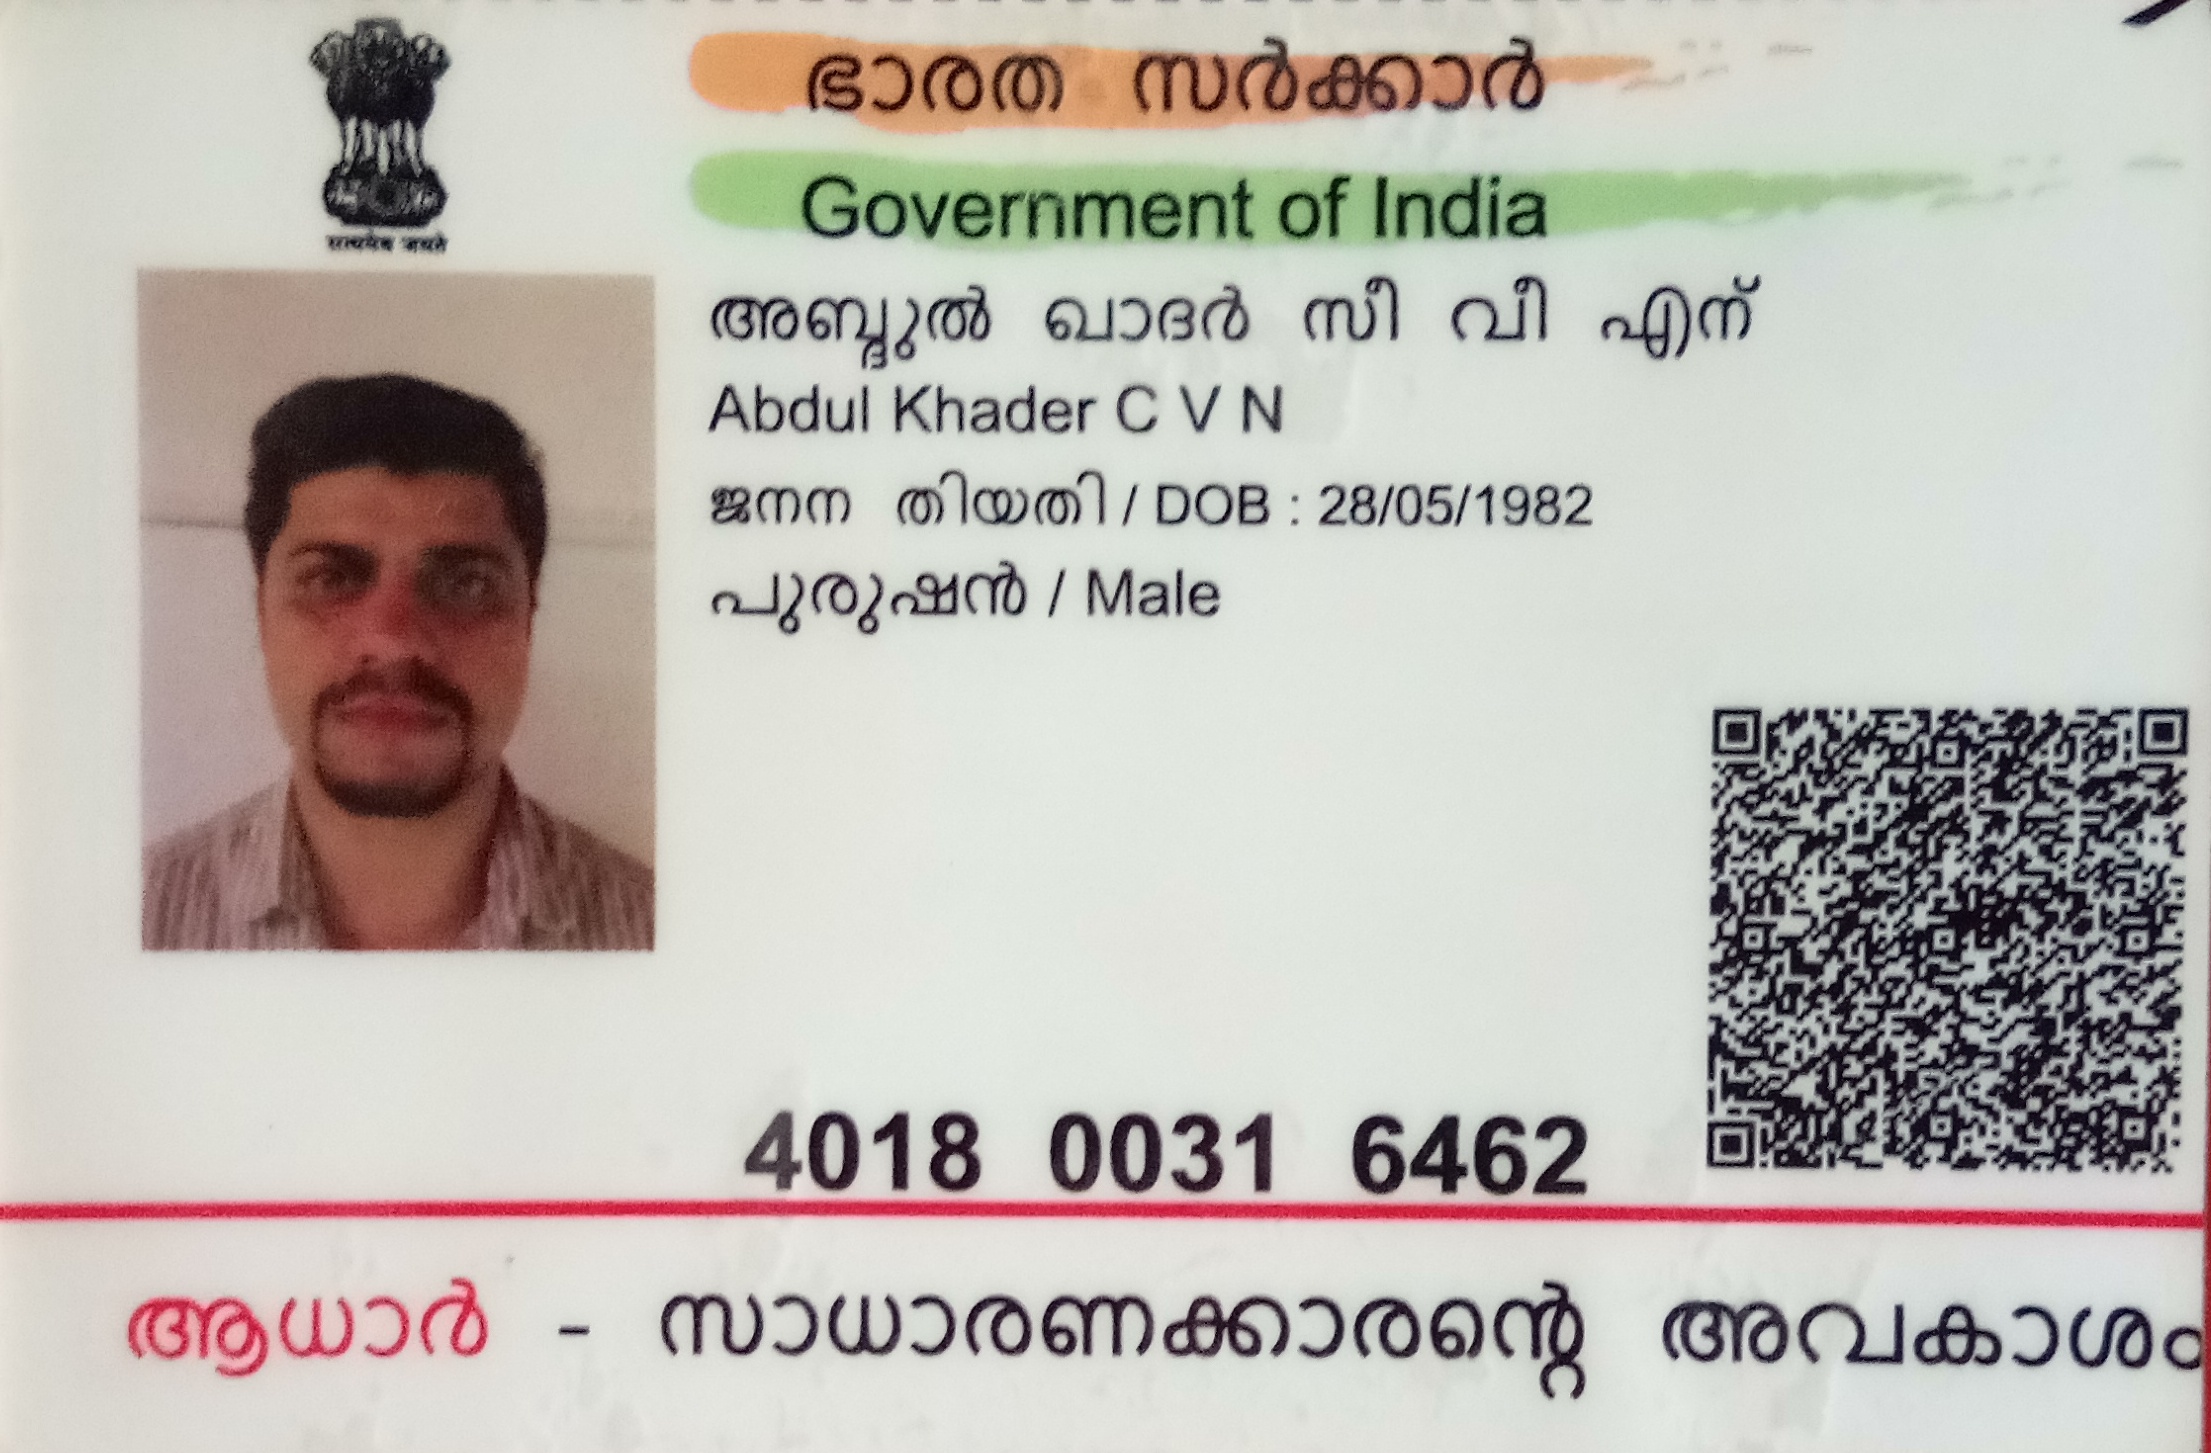 सत्यमेव जयते
ഭാരത സർക്കാർ
Government of India
അബ്ദുൽ ഖാദർ സീ വീ എന്
Abdul Khader C V N
ജനന തിയതി / DOB : 28/05/1982
പുരുഷൻ / Male
4018 0031 6462
ആധാർ - സാധാരണക്കാരന്റെ അവകാശം